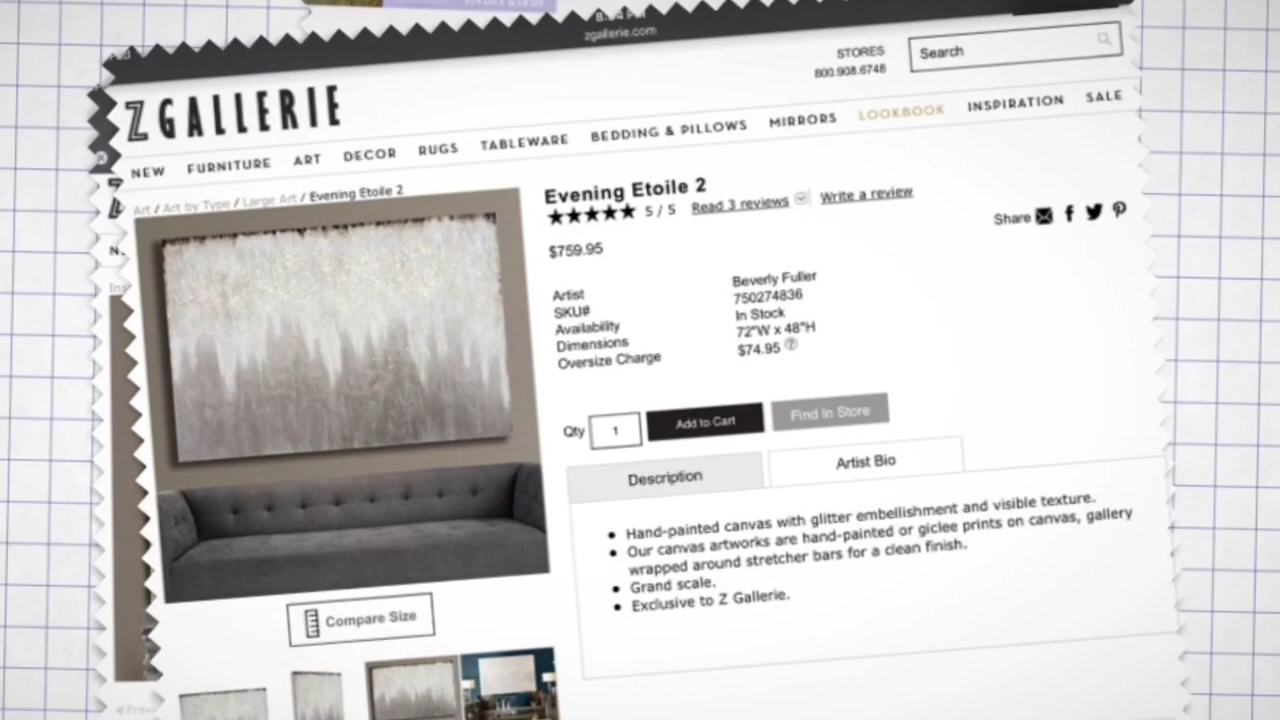 zgallerie.com
Z GALLERIE
STORES
800.908.6748
Search
NEW FURNITURE ART DECOR RUGS TABLEWARE BEDDING & PILLOWS MIRRORS LOOKBOOK INSPIRATION SALE
Art / Art by Type / Large Art / Evening Etoile 2
Evening Etoile 2
5 / 5 Read 3 reviews Write a review
Share
$759.95
Artist Beverly Fuller
SKU# 750274836
Availability In Stock
Dimensions 72"W x 48"H
Oversize Charge $74.95
Qty 1 Add to Cart Find In Store
Description Artist Bio
• Hand-painted canvas with glitter embellishment and visible texture.
• Our canvas artworks are hand-painted or giclee prints on canvas, gallery
wrapped around stretcher bars for a clean finish.
• Grand scale.
• Exclusive to Z Gallerie.
Compare Size